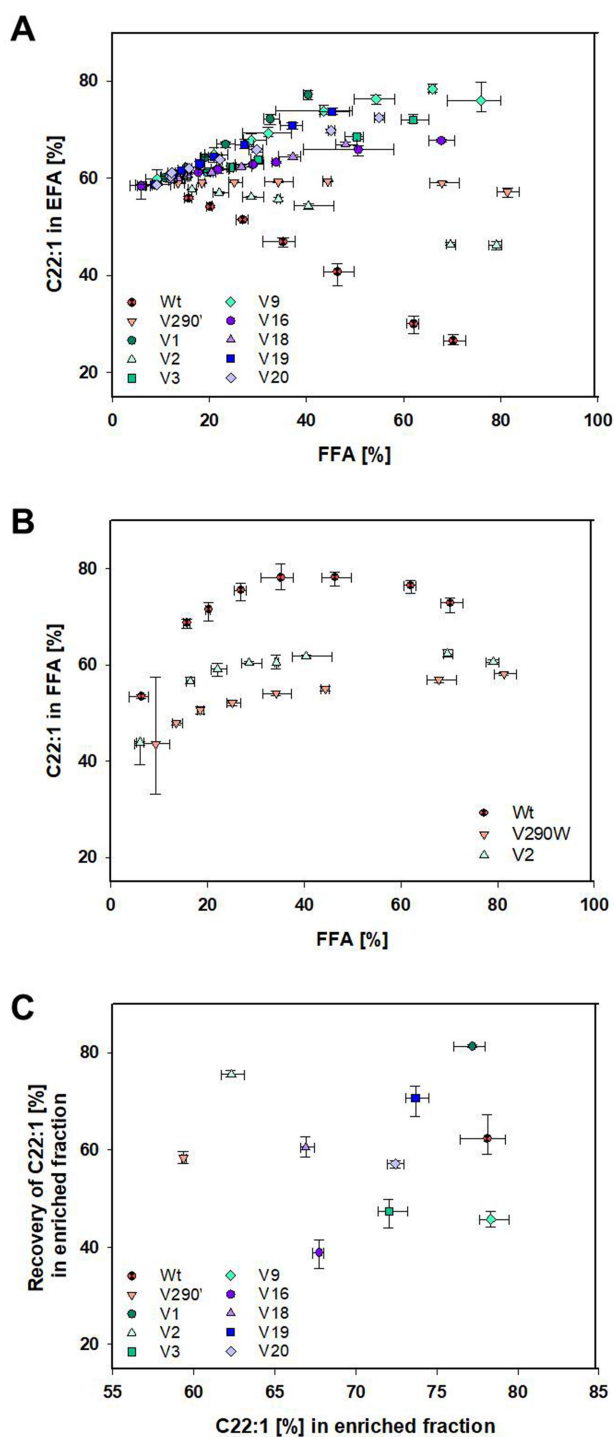 A
C22:1 in EFA [%]
80
60
40
20
0 20 40 60 80 100
FFA [%]
Wt
V290'
V1
V2
V3
V9
V16
V18
V19
V20
B
C22:1 in FFA [%]
80
60
40
20
0 20 40 60 80 100
FFA [%]
Wt
V290W
V2
C
Recovery of C22:1 [%]
in enriched fraction
80
60
40
20
55 60 65 70 75 80 85
C22:1 [%] in enriched fraction
Wt
V290'
V1
V2
V3
V9
V16
V18
V19
V20